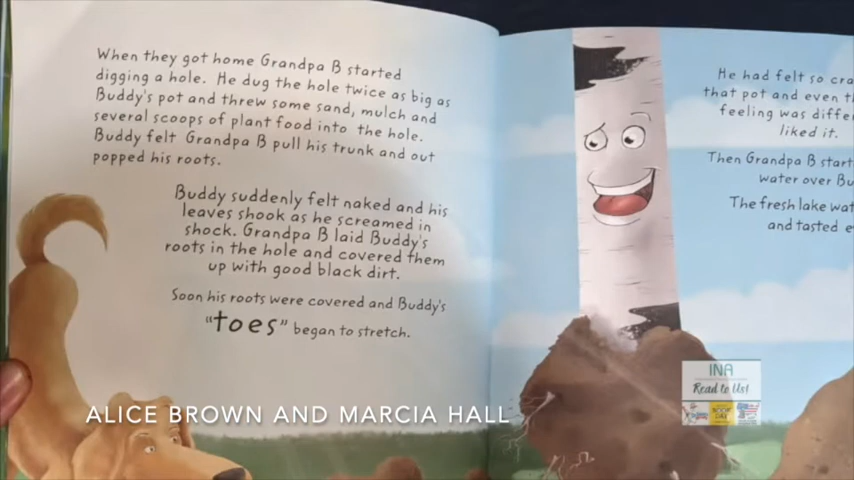 When they got home Grandpa B started
digging a hole. He dug the hole twice as big as
Buddy's pot and threw some sand, mulch and
several scoops of plant food into the hole.
Buddy felt Grandpa B pull his trunk and out
popped his roots.
Buddy suddenly felt naked and his
leaves shook as he screamed in
shock. Grandpa B laid Buddy's
roots in the hole and covered them
up with good black dirt.
Soon his roots were covered and Buddy's
"toes" began to stretch.
He had felt so
that pot and even
feeling was
liked it.
Then Grandpa B
water over
The fresh lake
and tasted
INA
Read to Us!
ALICE BROWN AND MARCIA HALL